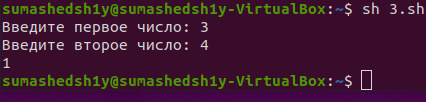 sumashedsh1y@sumashedsh1y-VirtualBox:~$ sh 3.sh
Введите первое число: 3
Введите второе число: 4
1
sumashedsh1y@sumashedsh1y-VirtualBox:~$